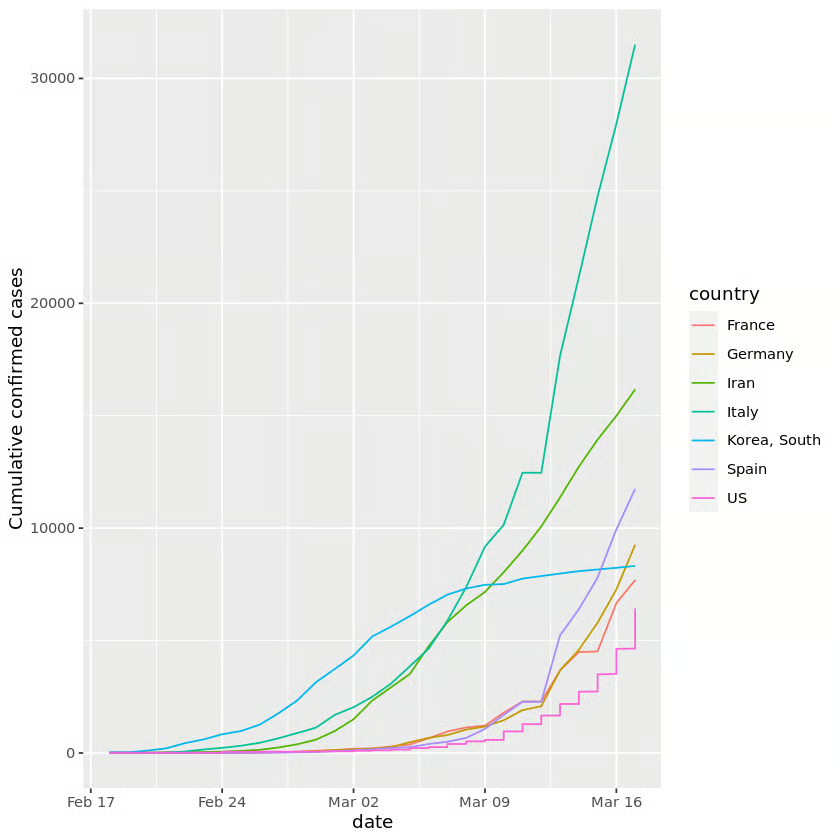 Cumulative confirmed cases
30000
20000
10000
0
Feb 17
Feb 24
Mar 02
Mar 09
Mar 16
date
country
France
Germany
Iran
Italy
Korea, South
Spain
US